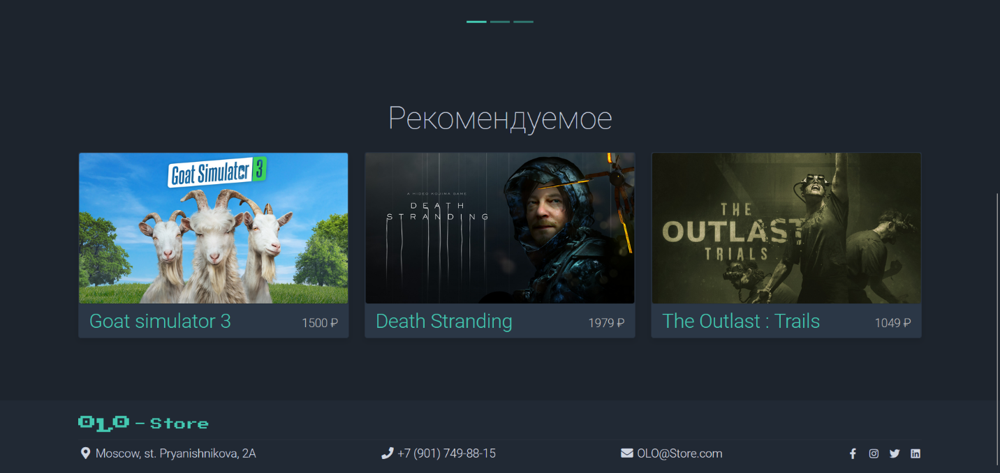 Рекомендуемое
Goat Simulator 3
A HIDEO KOJIMA GAME
DEATH
STRANDING
THE
OUTLAST
TRIALS
Goat simulator 3
1500 ₽
Death Stranding
1979 ₽
The Outlast : Trails
1049 ₽
OLO - Store
Moscow, st. Pryanishnikova, 2A
+7 (901) 749-88-15
OLO@Store.com